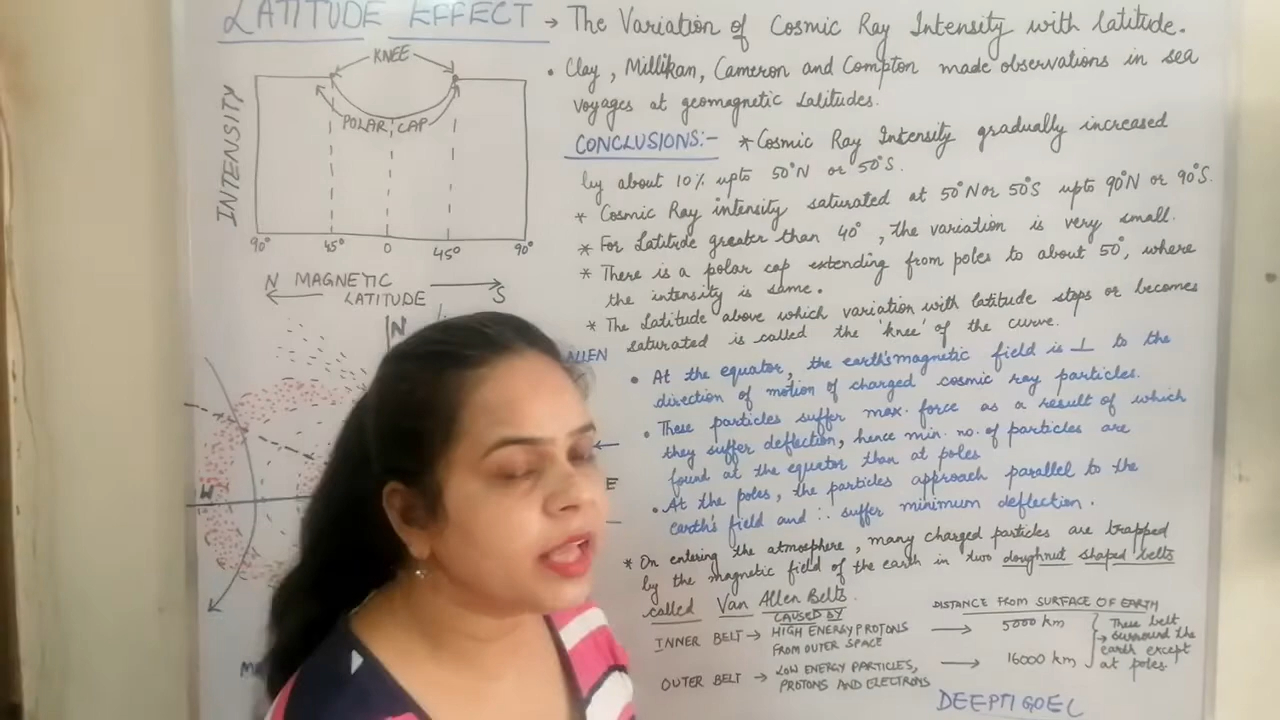 LATITUDE EFFECT → The Variation of Cosmic Ray Intensity with latitude.
• Clay, Millikan, Cameron and Compton made observations in sea
voyages at geomagnetic latitudes.
CONCLUSIONS:- * Cosmic Ray Intensity gradually increased
by about 10% upto 50°N or 50°S.
* Cosmic Ray intensity saturated at 50°N or 50°S upto 90°N or 90°S.
* For Latitude greater than 40°, the variation is very small.
* There is a polar cap extending from poles to about 50°, where
the intensity is same.
* The Latitude above which variation with latitude stops or becomes
saturated is called the 'knee' of the curve.
KNEE
POLAR CAP
INTENSITY
90° 45° 0 45° 90°
N MAGNETIC
LATITUDE
S
N
ALLEN
W
E
• At the equator, the earth's magnetic field is ⊥ to the
direction of motion of charged cosmic ray particles.
• These particles suffer max. force as a result of which
they suffer deflection, hence min. no. of particles are
found at the equator than at poles
• At the poles, the particles approach parallel to the
earth's field and ∴ suffer minimum deflection.
* On entering the atmosphere, many charged particles are trapped
by the magnetic field of the earth in two doughnut shaped belts
called Van Allen Belts.
CAUSED BY
DISTANCE FROM SURFACE OF EARTH
INNER BELT → HIGH ENERGY PROTONS
FROM OUTER SPACE
→ 5000 km
OUTER BELT → LOW ENERGY PARTICLES,
PROTONS AND ELECTRONS
→ 16000 km
These belt
→ surround the
earth except
at poles
DEEPTI GOEL